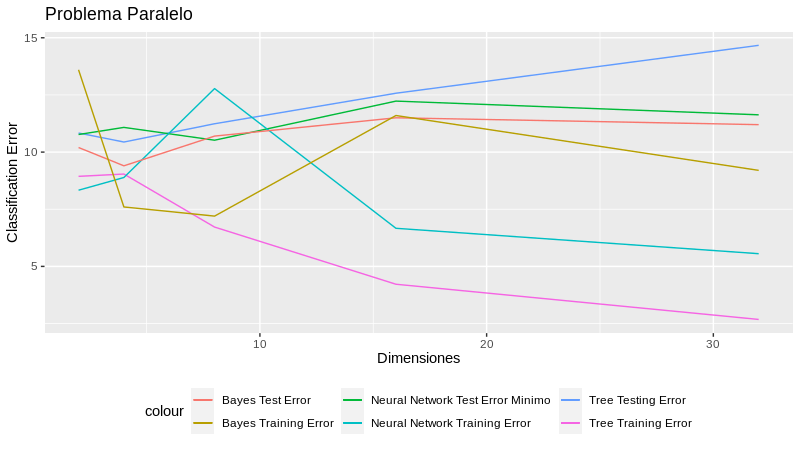 Problema Paralelo
Classification Error
15
10
5
10
20
30
Dimensiones
colour
Bayes Test Error
Neural Network Test Error Minimo
Tree Testing Error
Bayes Training Error
Neural Network Training Error
Tree Training Error